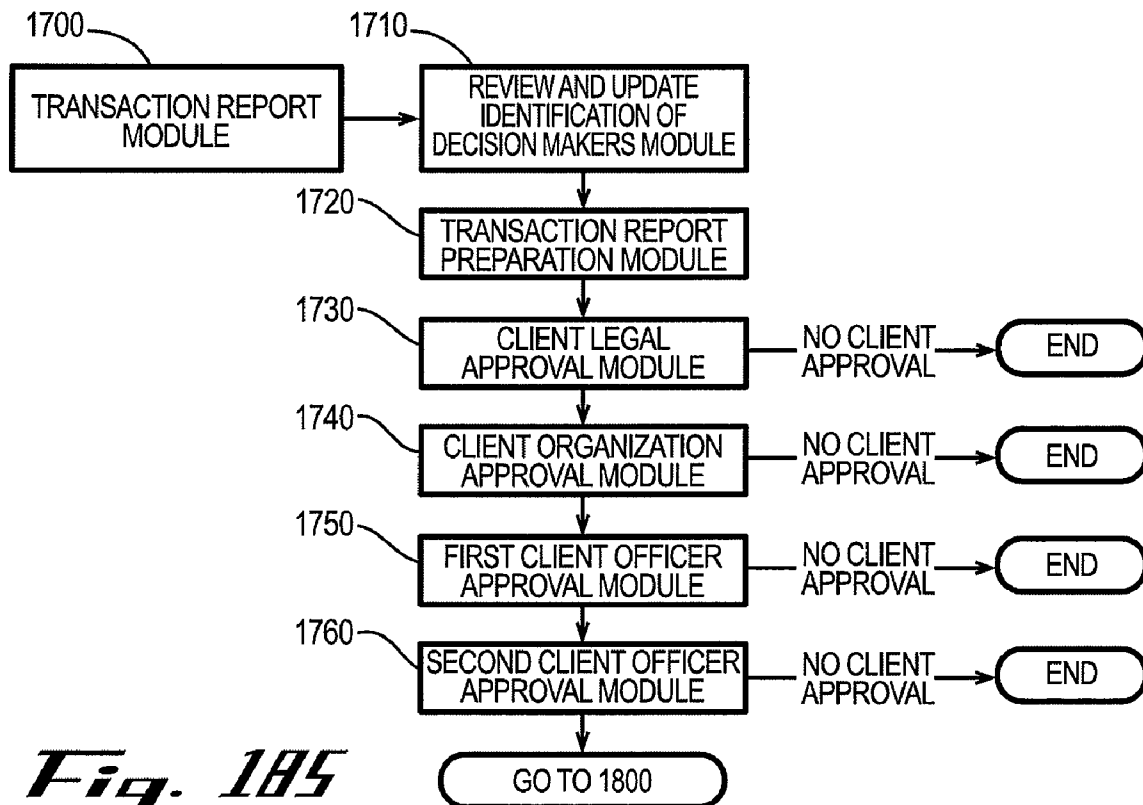 1700
1710
TRANSACTION REPORT
MODULE
REVIEW AND UPDATE
IDENTIFICATION OF
DECISION MAKERS MODULE
1720
TRANSACTION REPORT
PREPARATION MODULE
1730
CLIENT LEGAL
APPROVAL MODULE
NO CLIENT
APPROVAL
END
1740
CLIENT ORGANIZATION
APPROVAL MODULE
NO CLIENT
APPROVAL
END
1750
FIRST CLIENT OFFICER
APPROVAL MODULE
NO CLIENT
APPROVAL
END
1760
SECOND CLIENT OFFICER
APPROVAL MODULE
NO CLIENT
APPROVAL
END
GO TO 1800
Fig. 18S